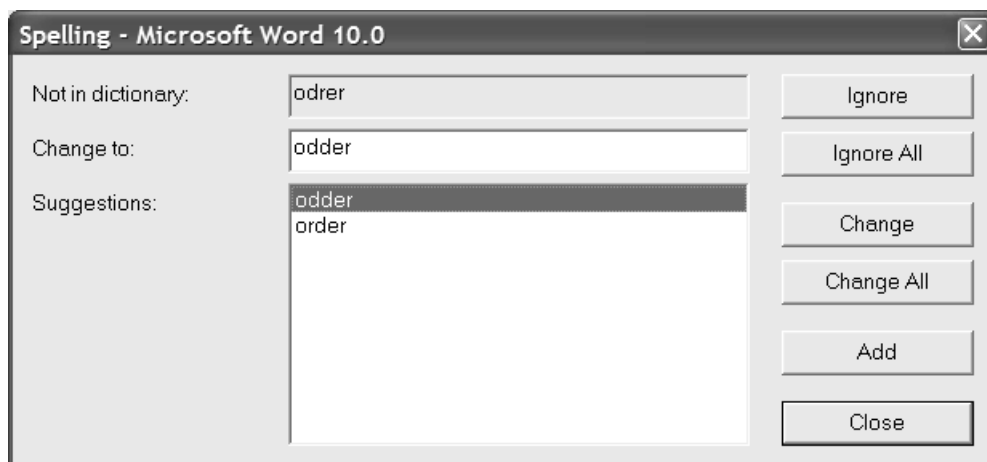 Spelling - Microsoft Word 10.0
Not in dictionary: odrer Ignore
Change to: odder Ignore All
Suggestions: odder
order Change
Change All
Add
Close